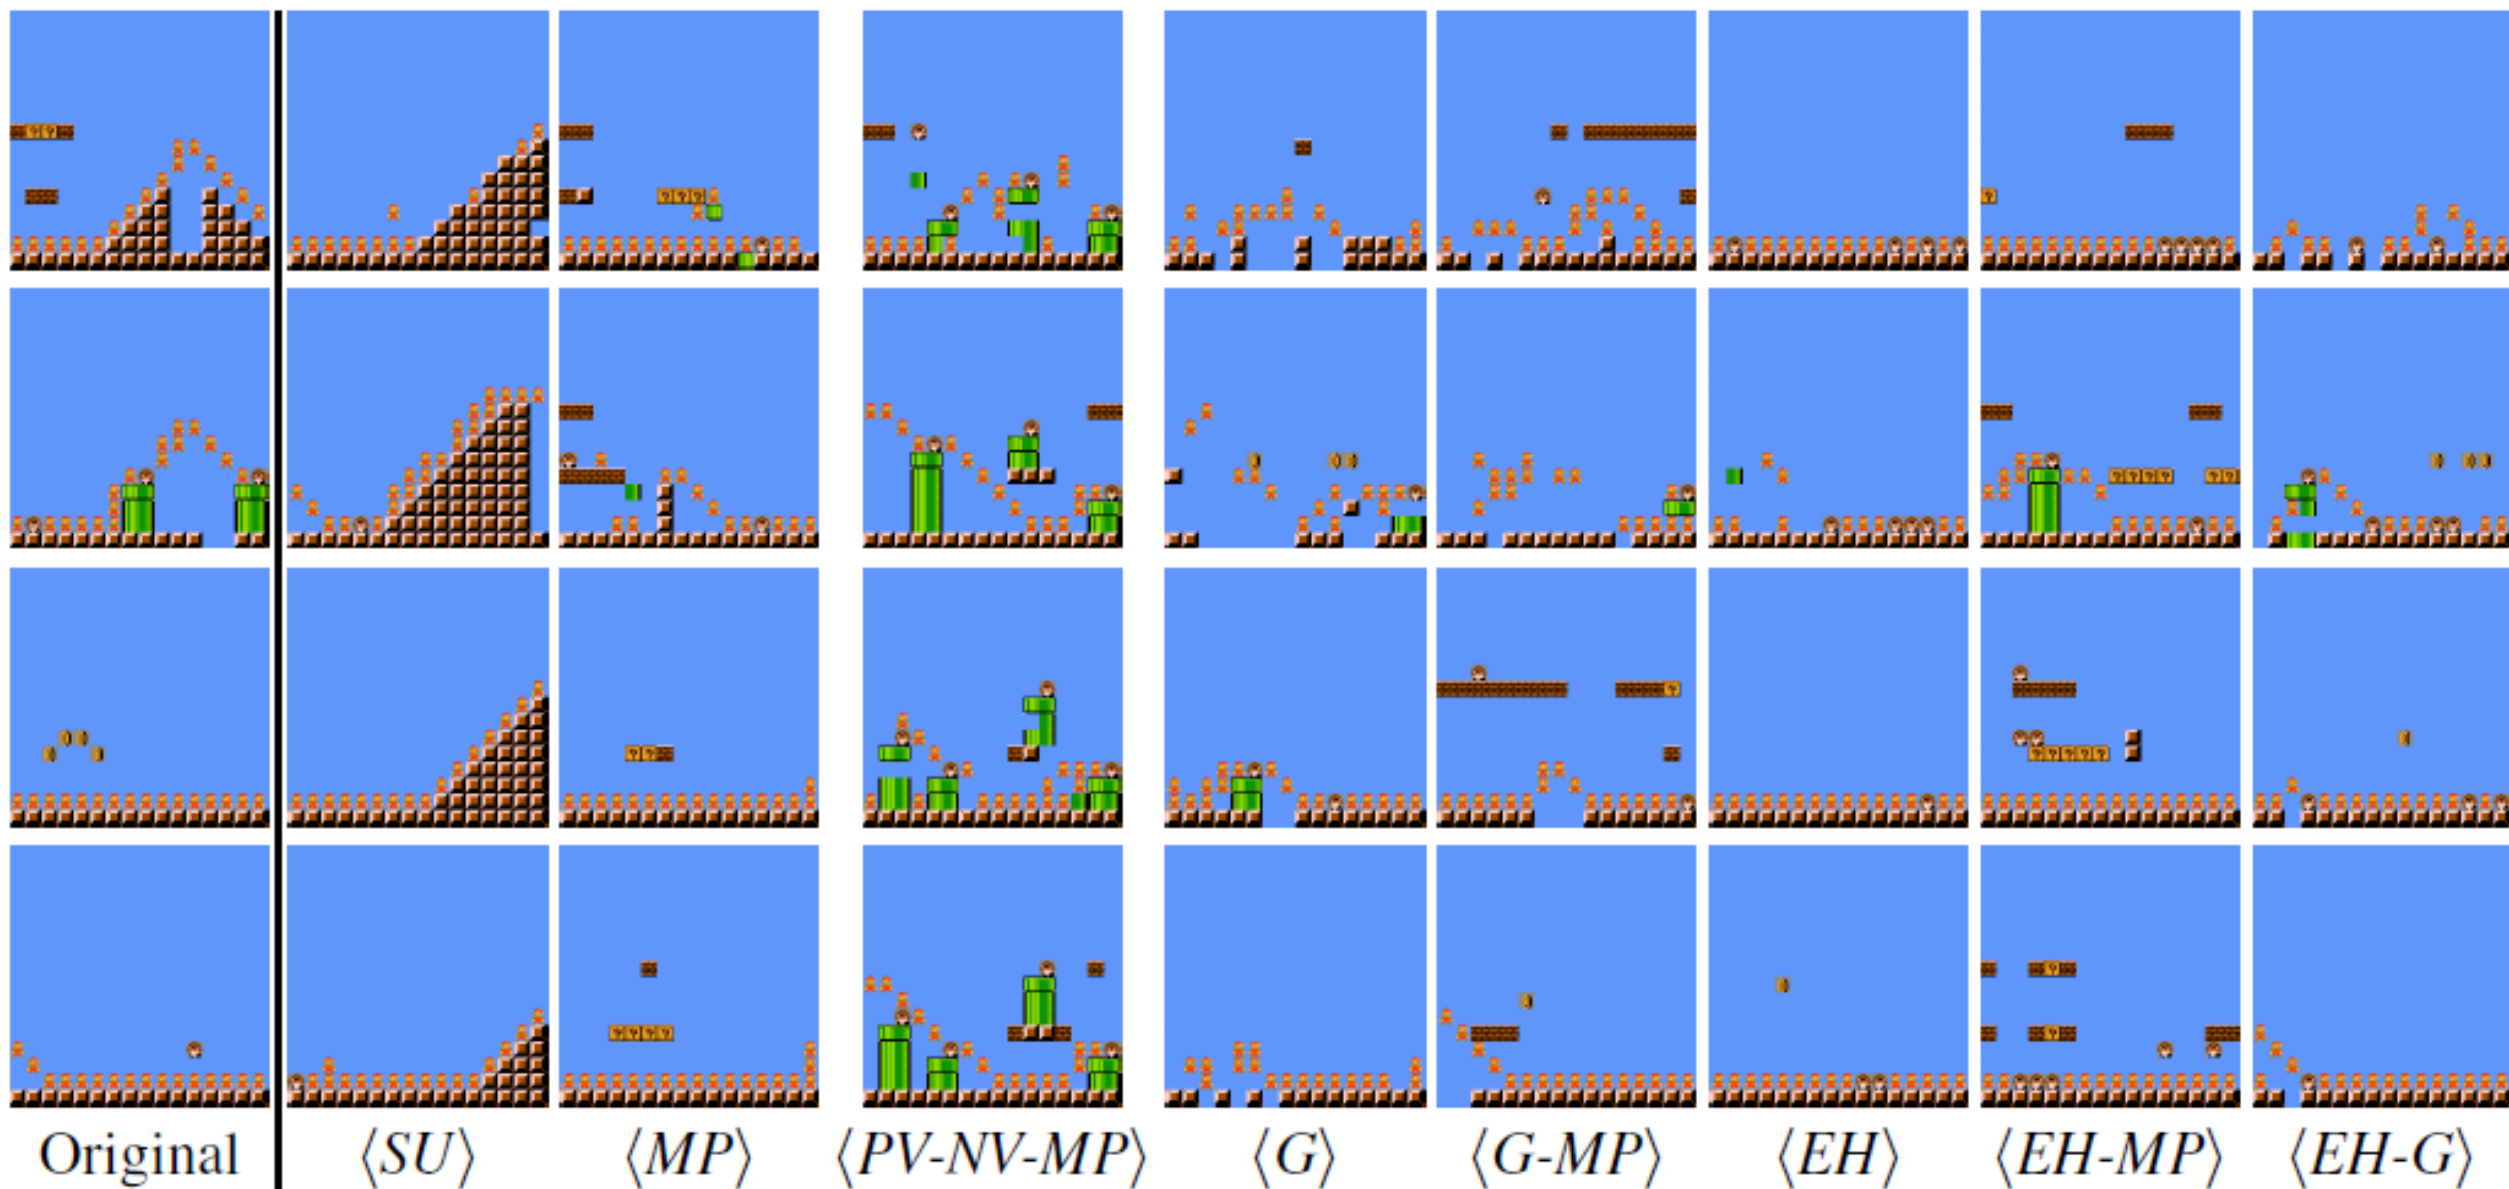 Original ⟨SU⟩ ⟨MP⟩ ⟨PV-NV-MP⟩ ⟨G⟩ ⟨G-MP⟩ ⟨EH⟩ ⟨EH-MP⟩ ⟨EH-G⟩